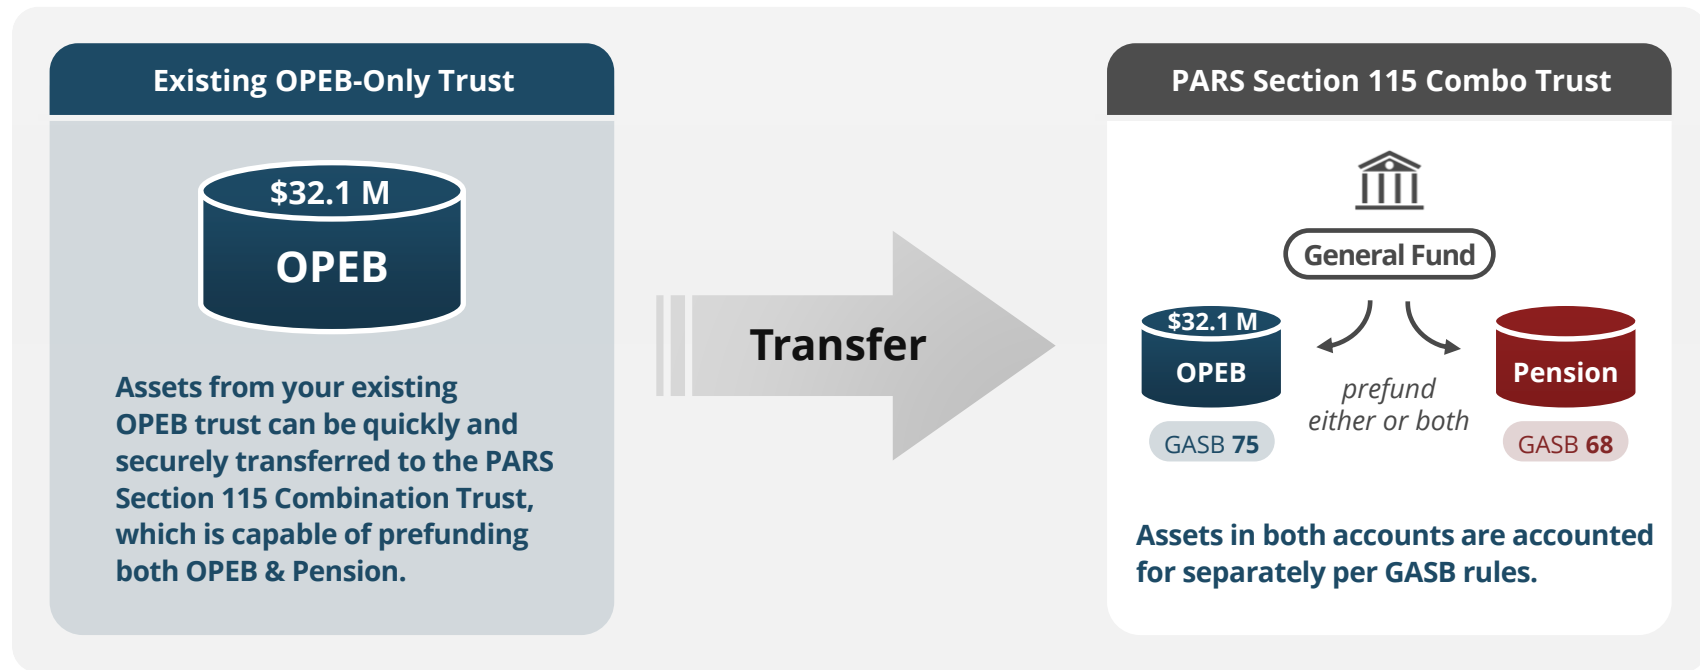 Existing OPEB-Only Trust
$32.1 M
OPEB
Assets from your existing
OPEB trust can be quickly and
securely transferred to the PARS
Section 115 Combination Trust,
which is capable of prefunding
both OPEB & Pension.
Transfer
PARS Section 115 Combo Trust
General Fund
$32.1 M
OPEB
GASB 75
prefund
either or both
Pension
GASB 68
Assets in both accounts are accounted
for separately per GASB rules.